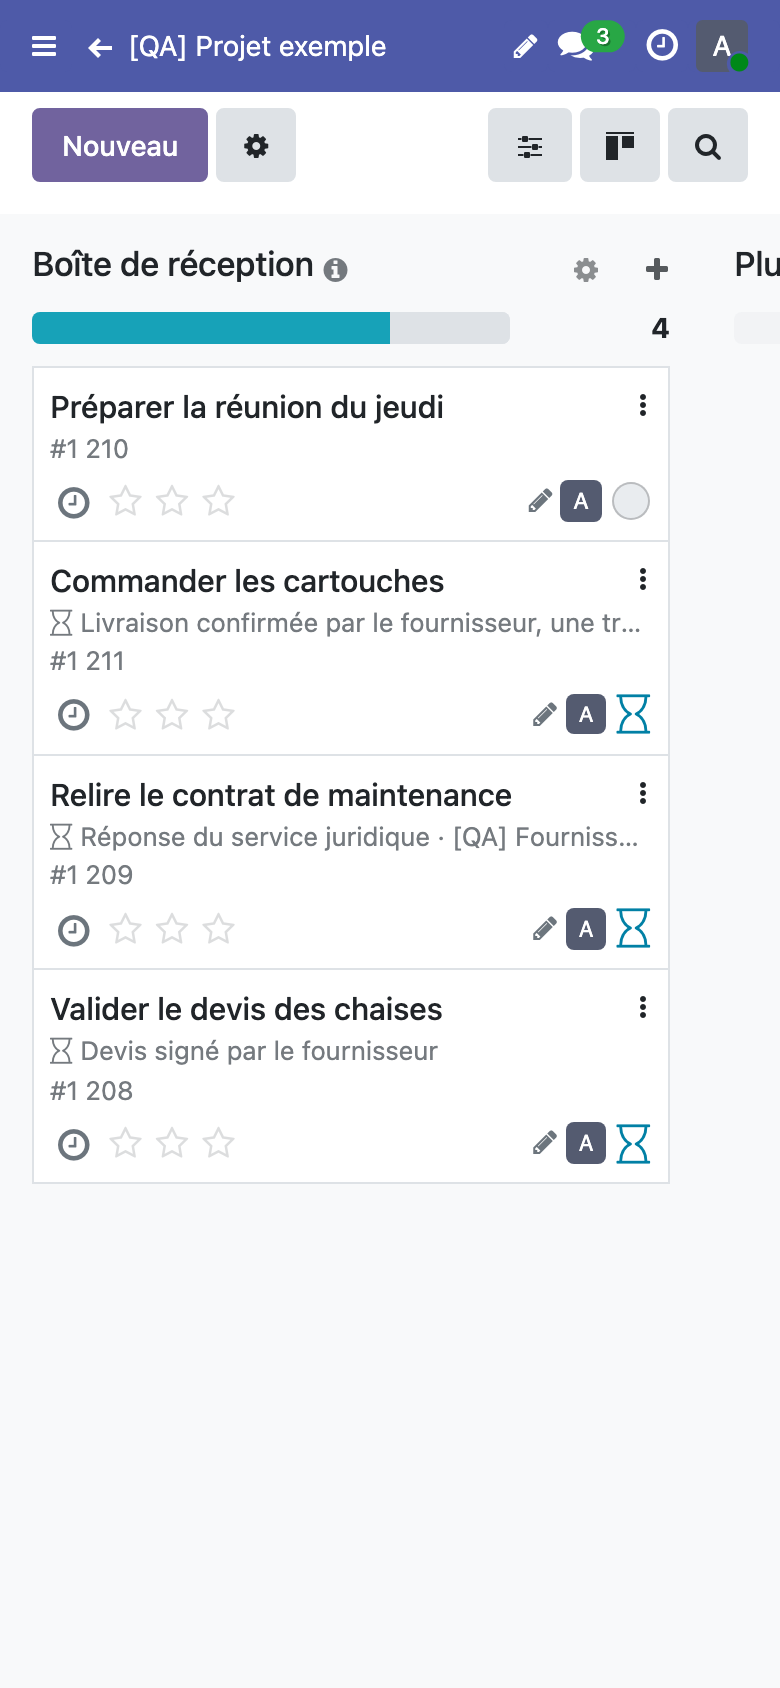 [QA] Projet exemple
3
A
Nouveau
Boîte de réception
Plu
4
Préparer la réunion du jeudi
#1 210
A
Commander les cartouches
Livraison confirmée par le fournisseur, une tr...
#1 211
A
Relire le contrat de maintenance
Réponse du service juridique · [QA] Fourniss...
#1 209
A
Valider le devis des chaises
Devis signé par le fournisseur
#1 208
A